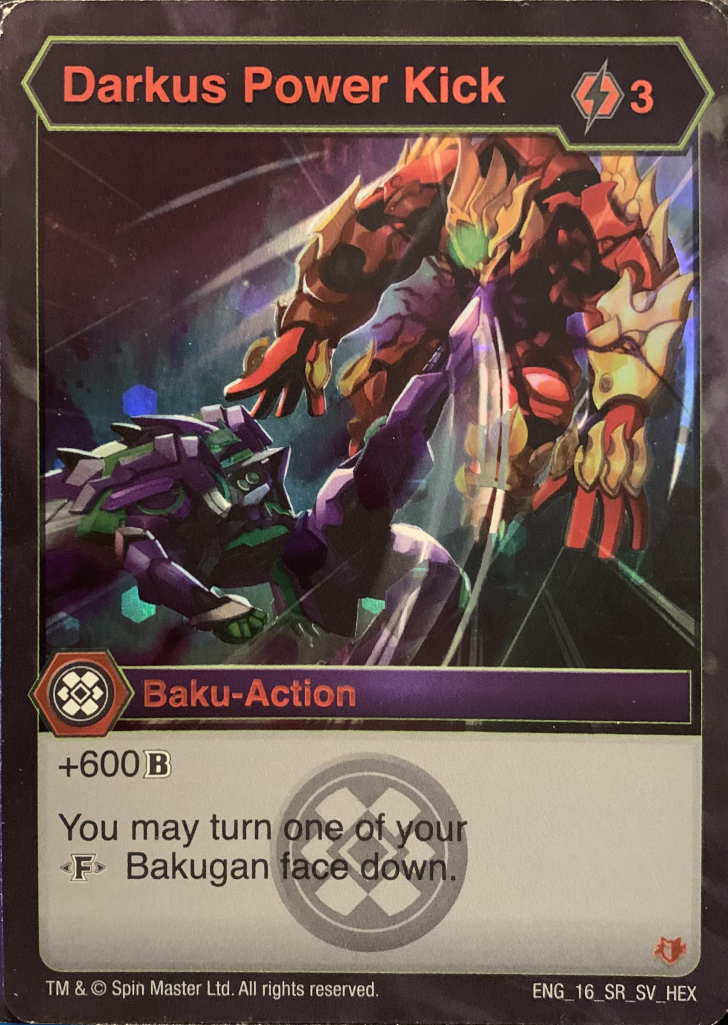 Darkus Power Kick
3
Baku-Action
+600 B
You may turn one of your
F Bakugan face down.
TM & © Spin Master Ltd. All rights reserved.
ENG_16_SR_SV_HEX